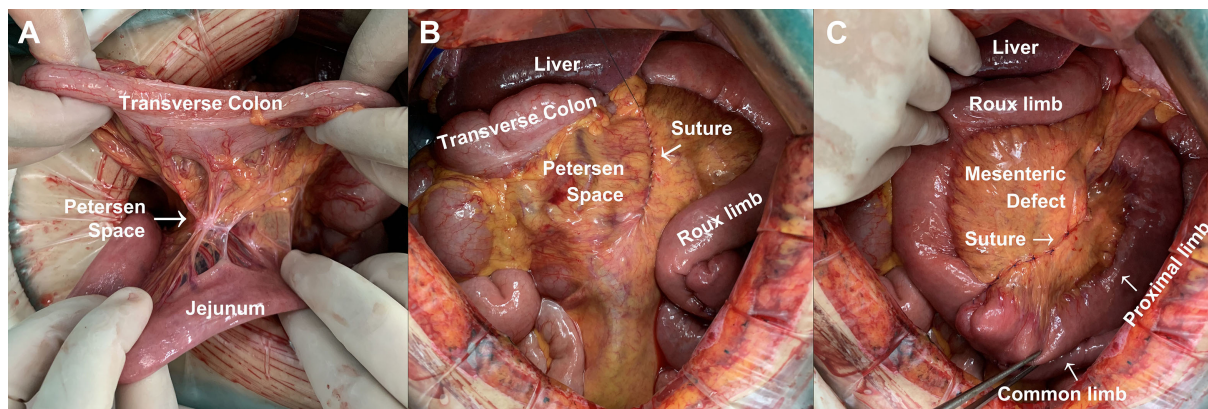 A
Transverse Colon
Petersen
Space
Jejunum
B
Liver
Transverse Colon
Suture
Petersen
Space
Roux limb
C
Liver
Roux limb
Mesenteric
Defect
Suture
Proximal limb
Common limb